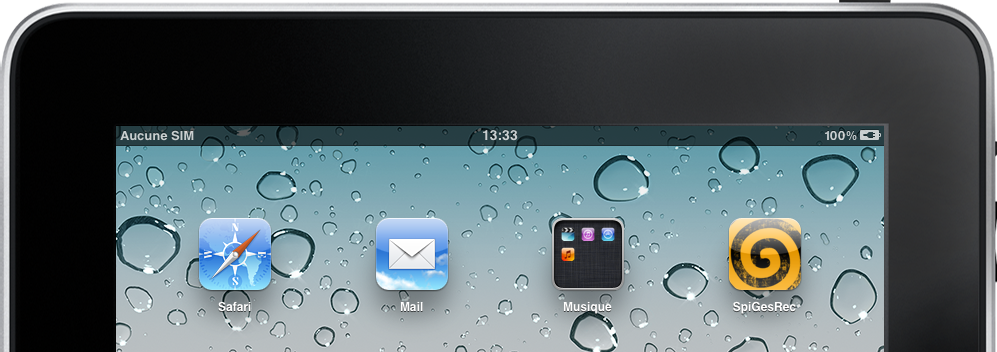 Aucune SIM 13:33 100%
Safari Mail Musique SpiGesRec